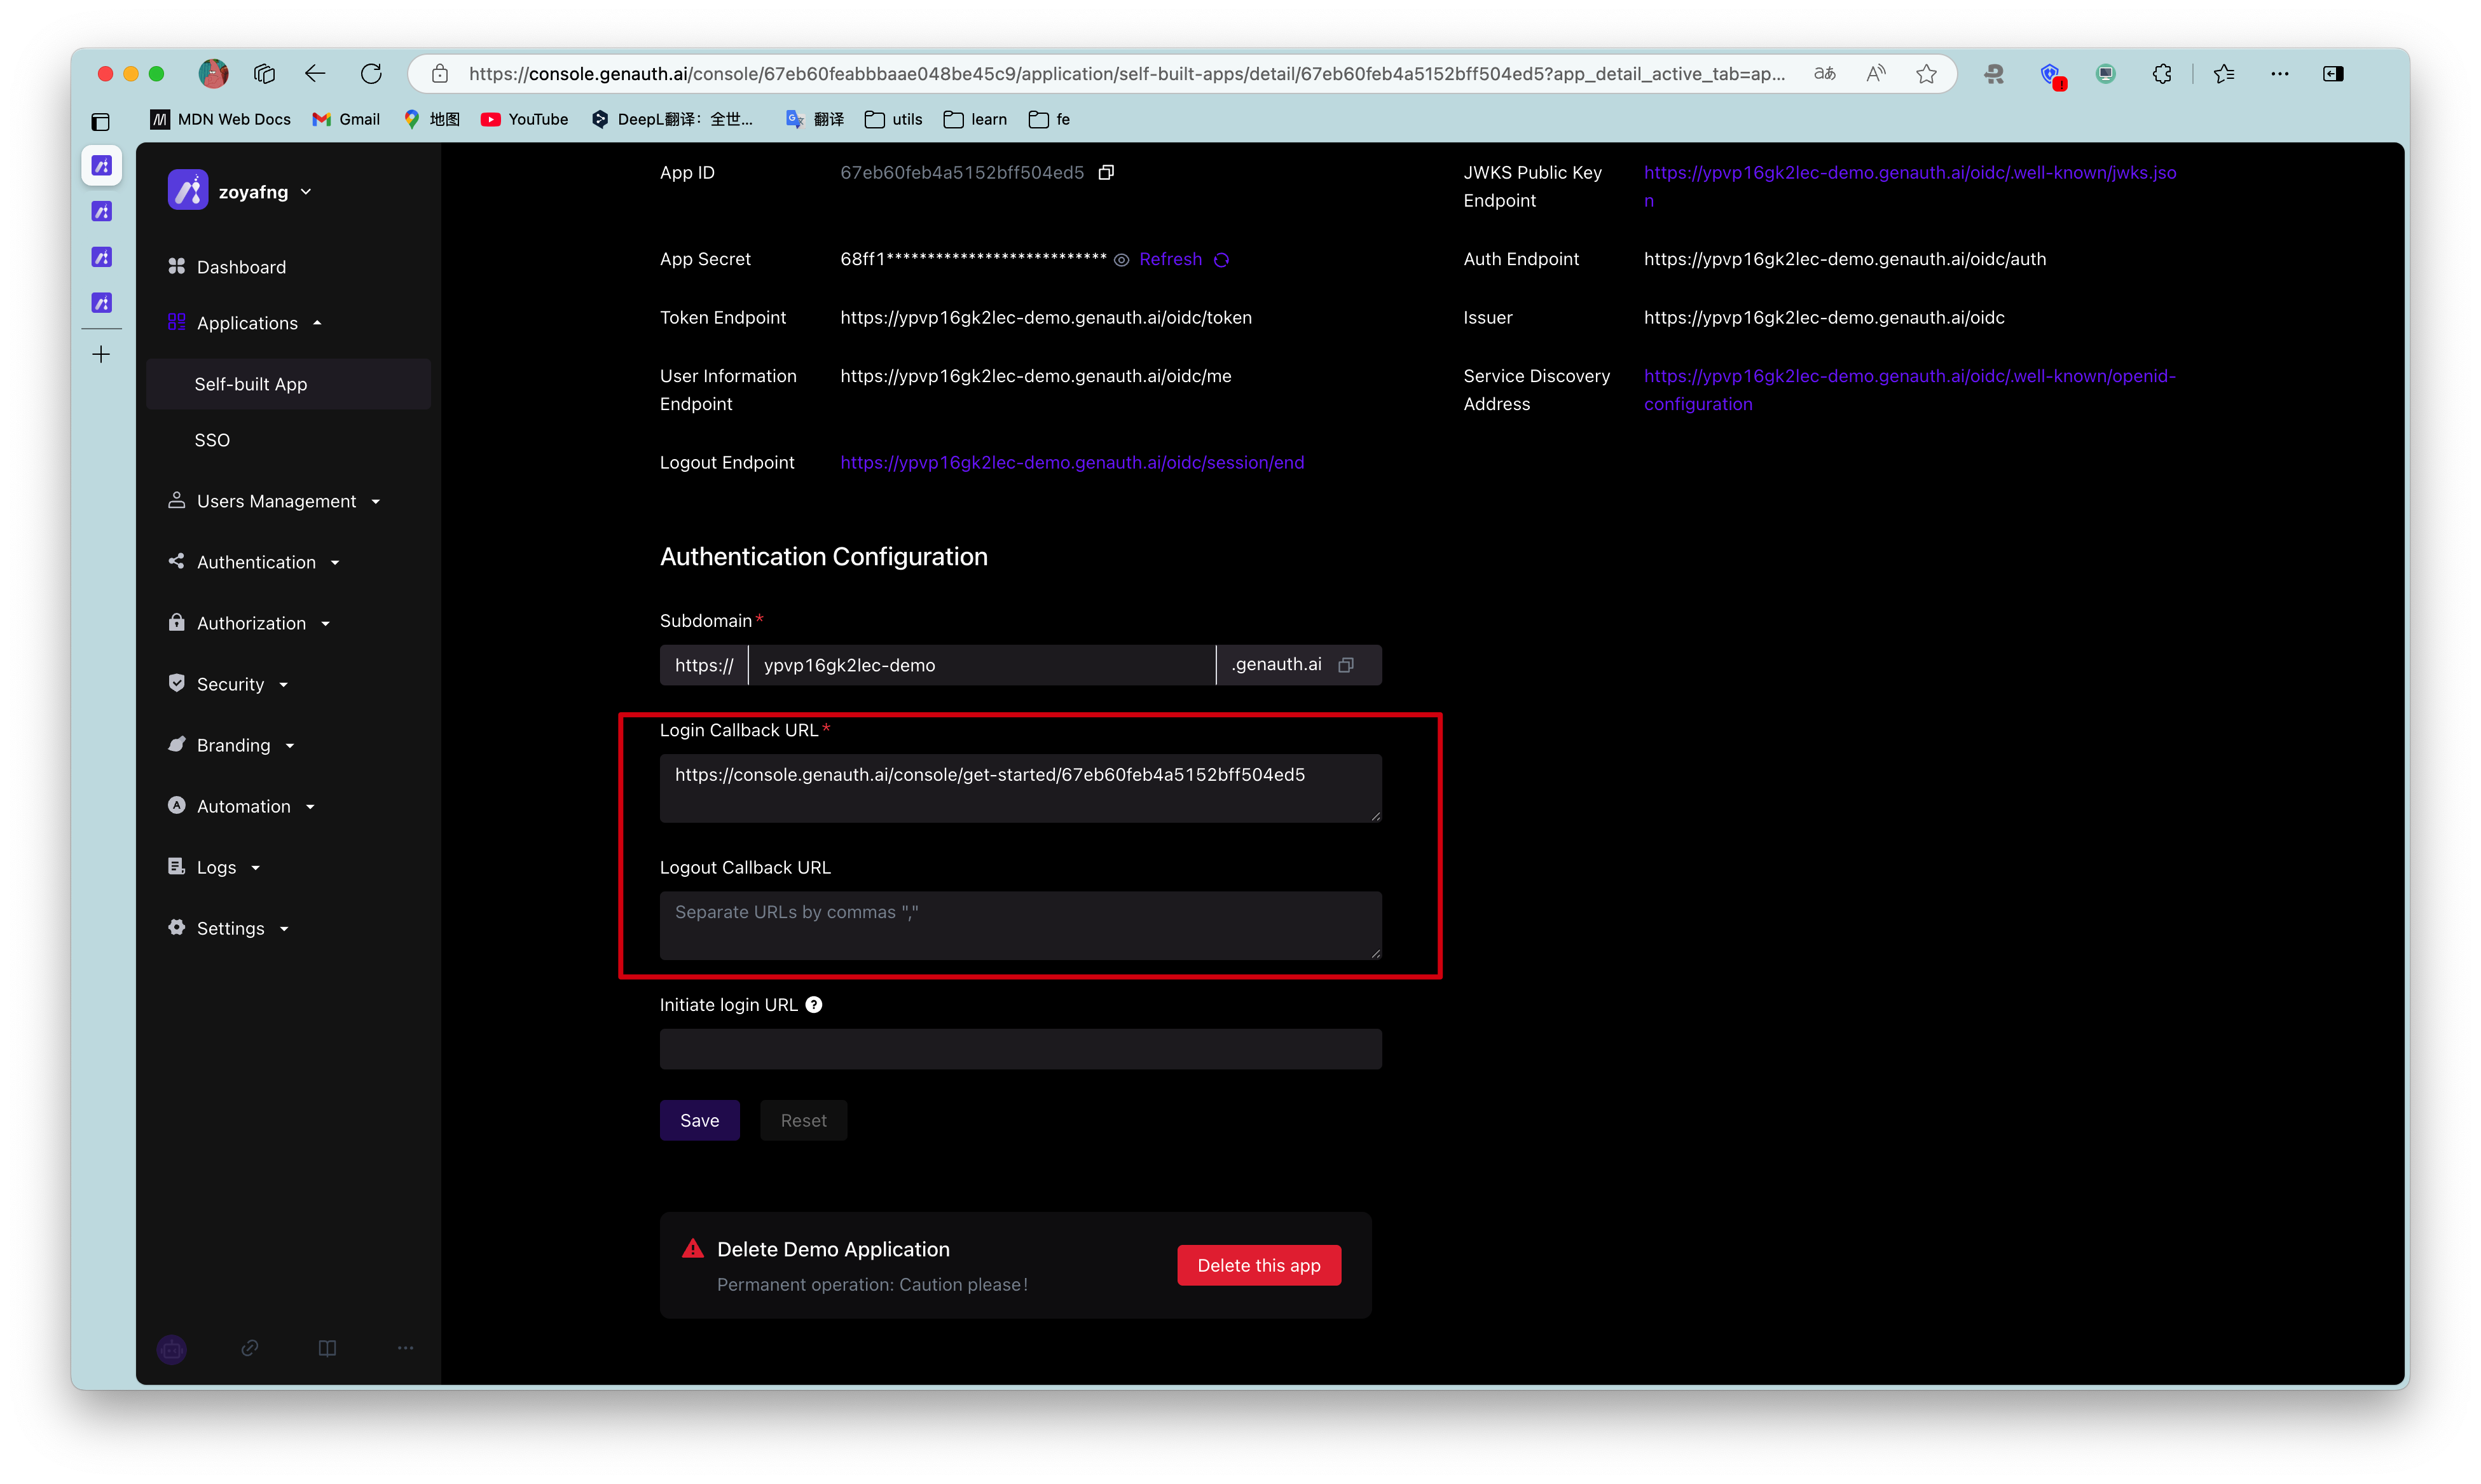 https://console.genauth.ai/console/67eb60feabbbaae048be45c9/application/self-built-apps/detail/67eb60feb4a5152bff504ed5?app_detail_active_tab=ap...
aあ
MDN Web Docs
Gmail
地图
YouTube
DeepL翻译：全世...
翻译
utils
learn
fe
zoyafng
Dashboard
Applications
Self-built App
SSO
Users Management
Authentication
Authorization
Security
Branding
Automation
Logs
Settings
App ID
67eb60feb4a5152bff504ed5
JWKS Public Key
Endpoint
https://ypvp16gk2lec-demo.genauth.ai/oidc/.well-known/jwks.jso
n
App Secret
68ff1***************************
Refresh
Auth Endpoint
https://ypvp16gk2lec-demo.genauth.ai/oidc/auth
Token Endpoint
https://ypvp16gk2lec-demo.genauth.ai/oidc/token
Issuer
https://ypvp16gk2lec-demo.genauth.ai/oidc
User Information
Endpoint
https://ypvp16gk2lec-demo.genauth.ai/oidc/me
Service Discovery
Address
https://ypvp16gk2lec-demo.genauth.ai/oidc/.well-known/openid-
configuration
Logout Endpoint
https://ypvp16gk2lec-demo.genauth.ai/oidc/session/end
Authentication Configuration
Subdomain*
https://
ypvp16gk2lec-demo
.genauth.ai
Login Callback URL*
https://console.genauth.ai/console/get-started/67eb60feb4a5152bff504ed5
Logout Callback URL
Separate URLs by commas ","
Initiate login URL ?
Save
Reset
Delete Demo Application
Permanent operation: Caution please!
Delete this app